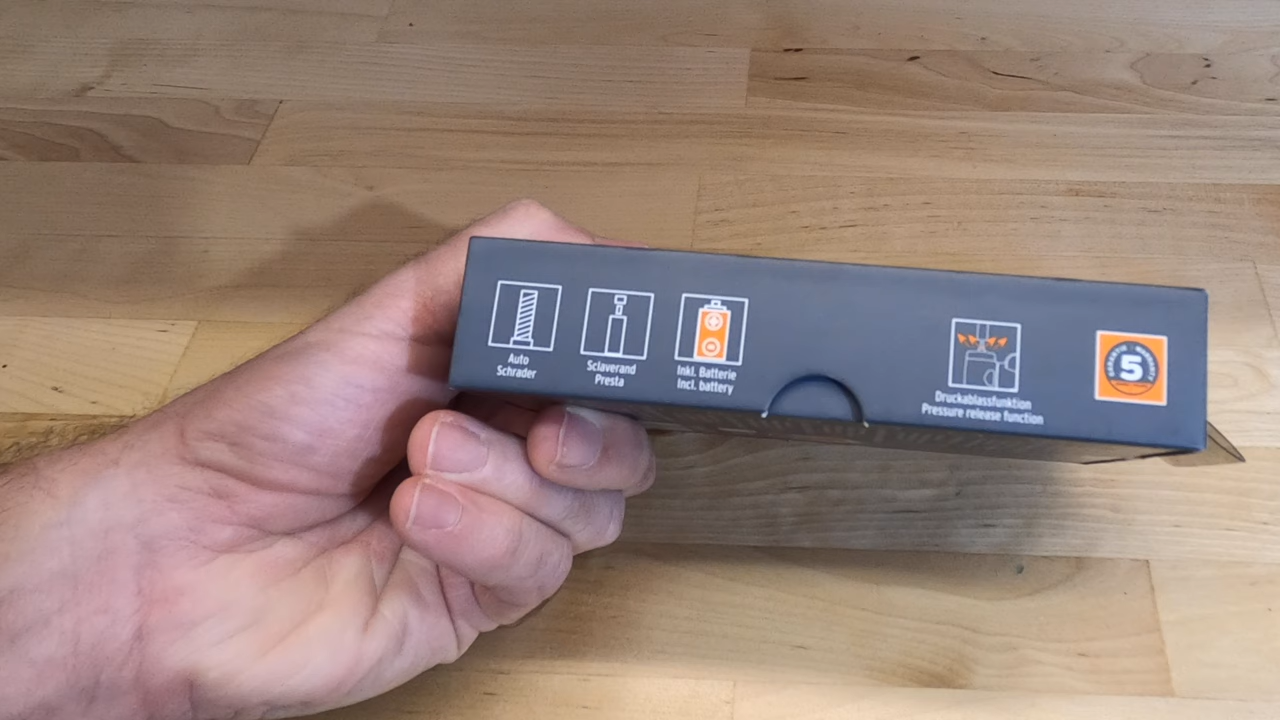 Auto
Schrader
Sclaverand
Presta
Inkl. Batterie
Incl. battery
Druckablassfunktion
Pressure release function
5